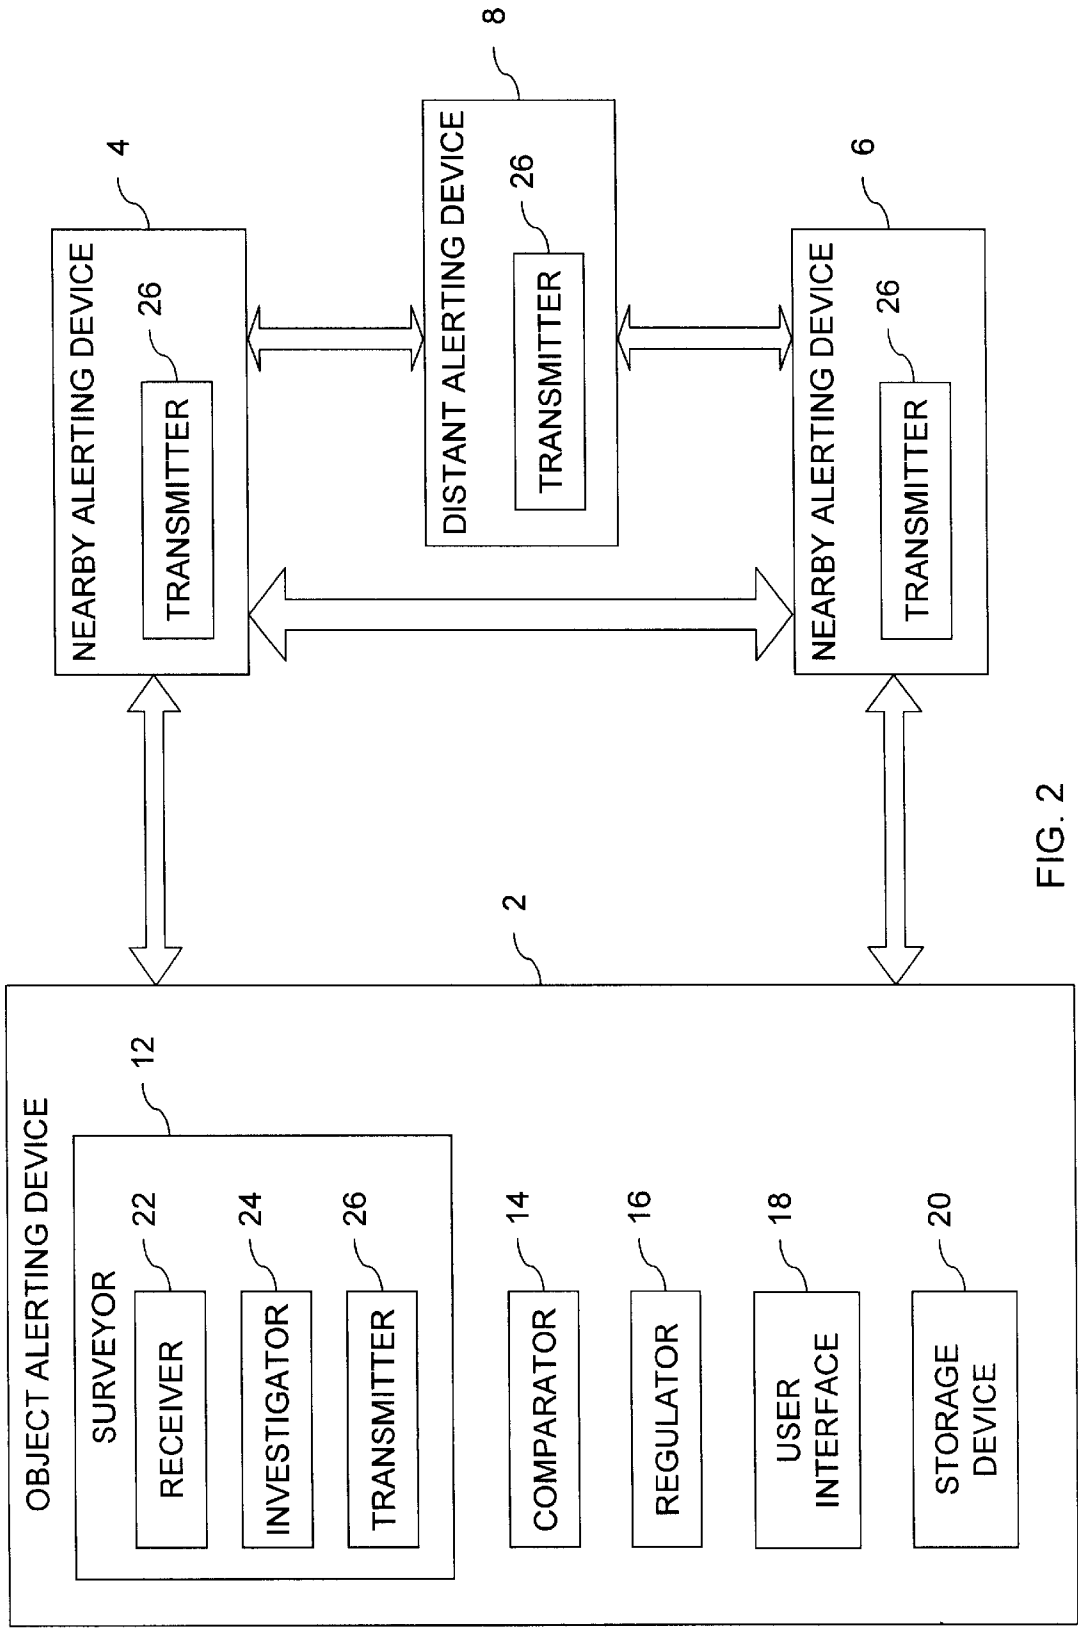 OBJECT ALERTING DEVICE
2
SURVEYOR
12
RECEIVER
22
INVESTIGATOR
24
TRANSMITTER
26
COMPARATOR
14
REGULATOR
16
USER
INTERFACE
18
STORAGE
DEVICE
20
NEARBY ALERTING DEVICE
4
TRANSMITTER
26
DISTANT ALERTING DEVICE
8
TRANSMITTER
26
NEARBY ALERTING DEVICE
6
TRANSMITTER
26
FIG. 2